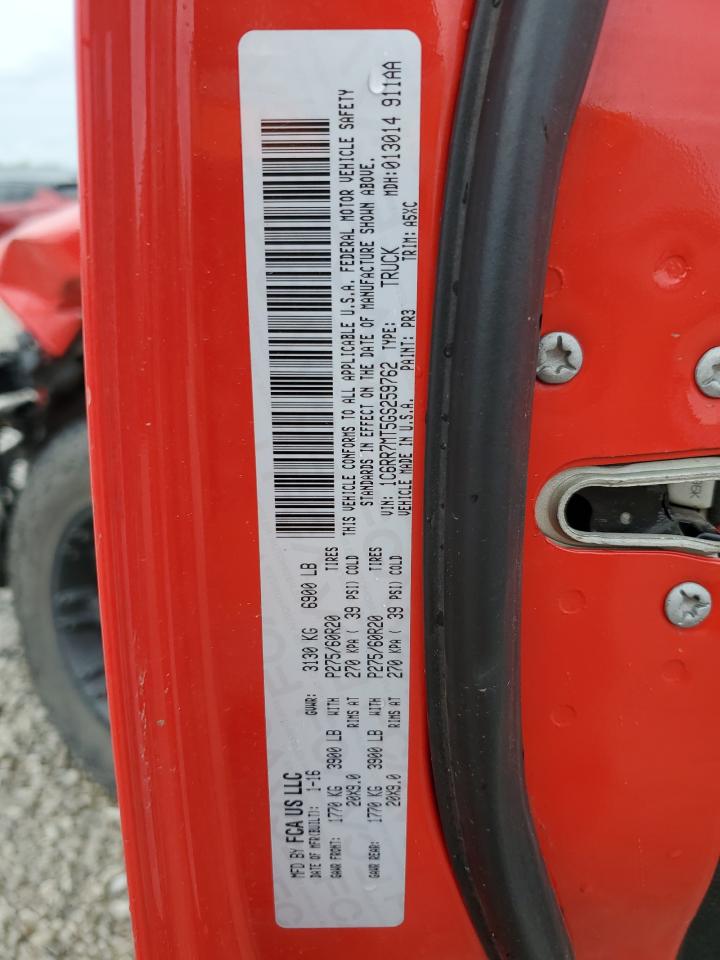 MFD BY FCA US LLC
DATE OF MFR(BUILT): 1-16 GVWR: 3130 KG 6900 LB
GAWR FRONT: 1770 KG 3900 LB WITH P275/60R20 TIRES
20X9.0 RIMS AT 270 KPA ( 39 PSI) COLD
GAWR REAR: 1770 KG 3900 LB WITH P275/60R20 TIRES
20X9.0 RIMS AT 270 KPA ( 39 PSI) COLD
THIS VEHICLE CONFORMS TO ALL APPLICABLE U.S.A. FEDERAL MOTOR VEHICLE SAFETY
STANDARDS IN EFFECT ON THE DATE OF MANUFACTURE SHOWN ABOVE.
VIN: 1C6RR7MT5GS259762 TYPE: TRUCK MDH:013014 911AA
VEHICLE MADE IN U.S.A. PAINT: PR3 TRIM: A5XC